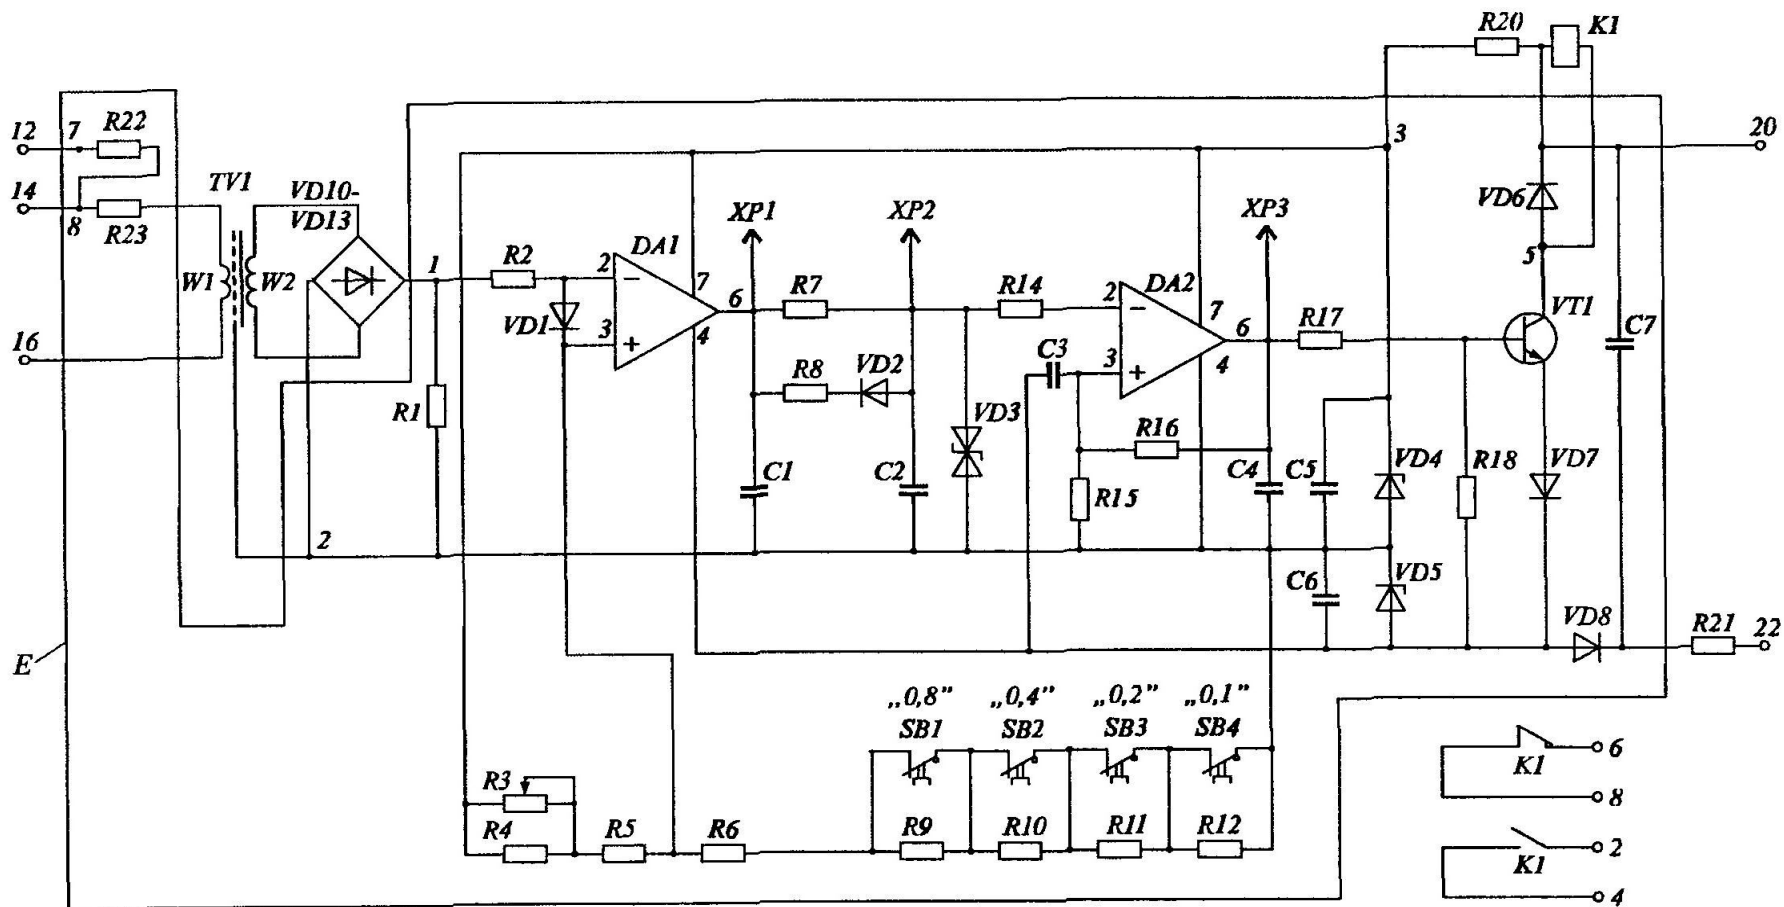 R20
K1
12
7
R22
3
20
14
TV1
VD10-
VD13
8
R23
XP1
XP2
XP3
VD6
W1
W2
1
R2
2
DA1
7
R7
R14
2
DA2
5
VT1
VD1
3
6
4
7
6
R17
C7
16
R1
R8
VD2
C3
3
4
VD3
R16
C1
C2
R15
C4
C5
VD4
R18
VD7
2
C6
VD5
E
VD8
R21
22
„0,8”
„0,4”
„0,2”
„0,1”
SB1
SB2
SB3
SB4
K1
6
8
R3
R4
R5
R6
R9
R10
R11
R12
K1
2
4